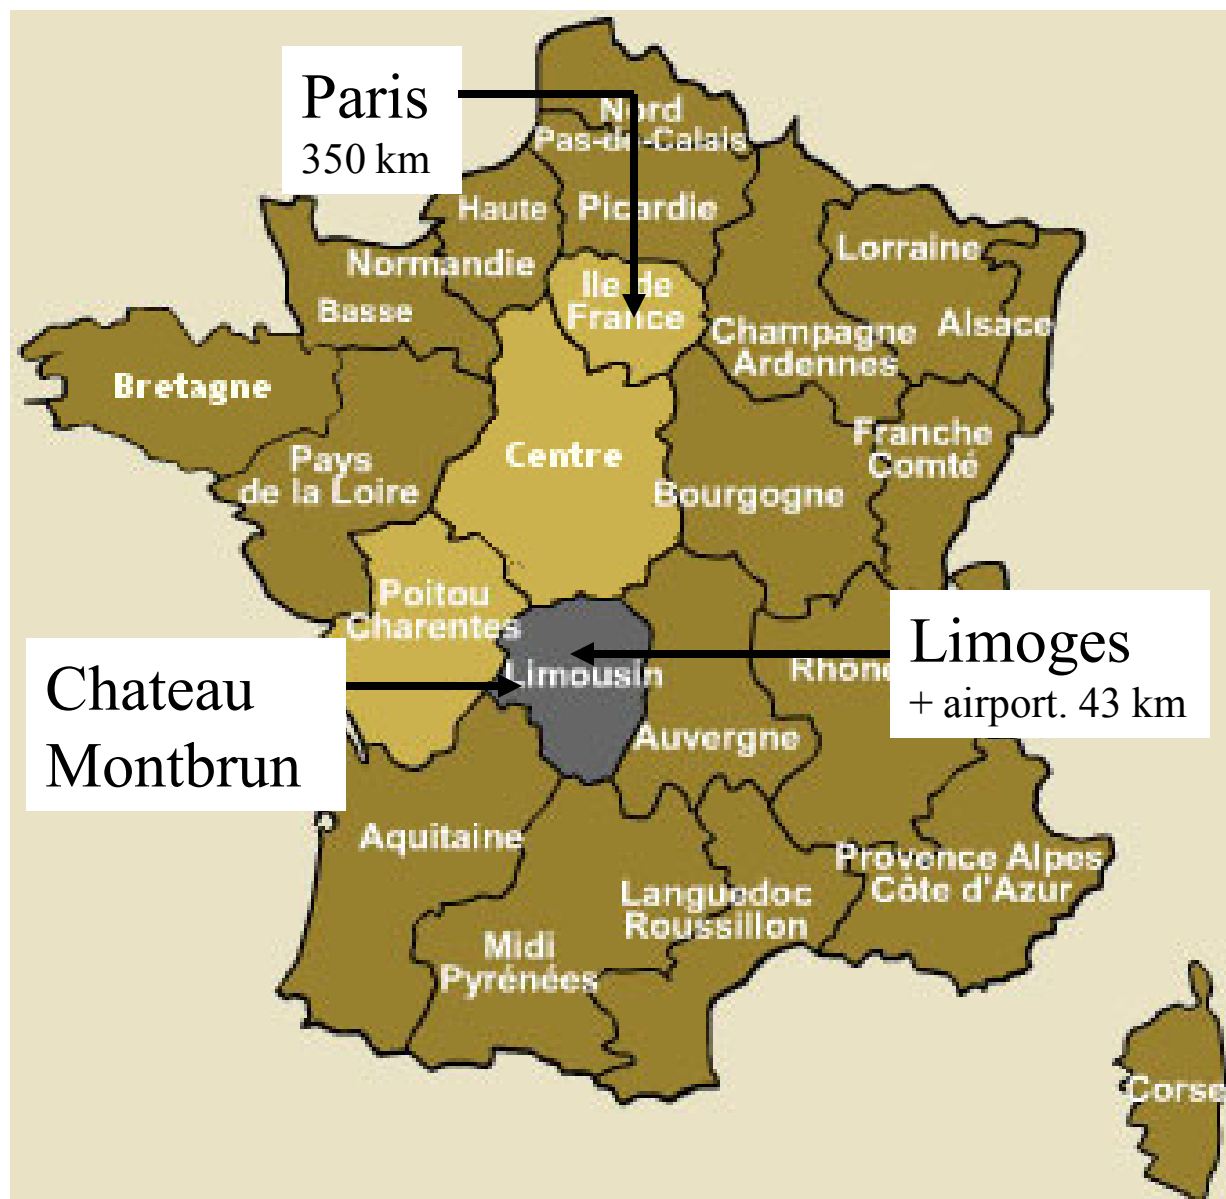 Paris
350 km
Nord
Pas-de-Calais
Haute
Picardie
Normandie
Basse
Ile de
France
Lorraine
Champagne
Ardennes
Alsace
Bretagne
Centre
Franche
Comté
Pays
de la Loire
Bourgogne
Poitou
Charentes
Limoges
+ airport. 43 km
Chateau
Montbrun
Limousin
Rhône
Auvergne
Aquitaine
Provence Alpes
Côte d'Azur
Languedoc
Roussillon
Midi
Pyrénées
Corse